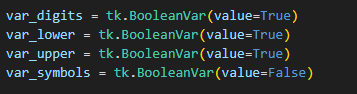 var_digits = tk.BooleanVar(value=True)
var_lower = tk.BooleanVar(value=True)
var_upper = tk.BooleanVar(value=True)
var_symbols = tk.BooleanVar(value=False)